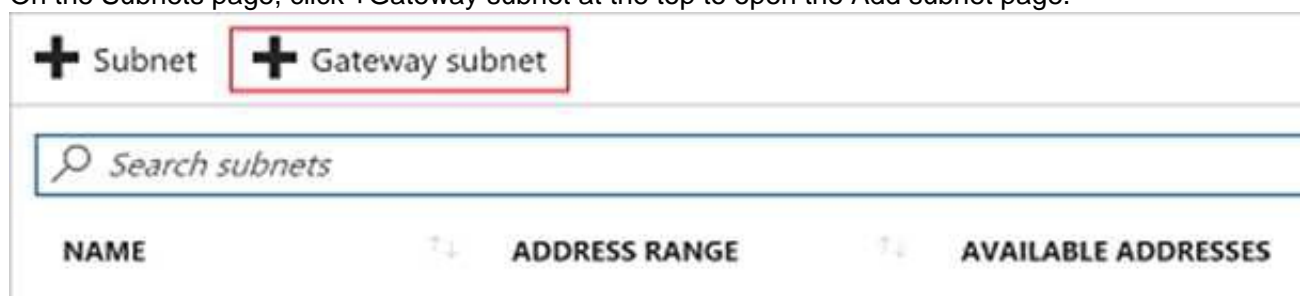 On the Subnets page, click +Gateway subnet at the top to open the Add subnet page.
Subnet Gateway subnet
Search subnets
NAME ADDRESS RANGE AVAILABLE ADDRESSES